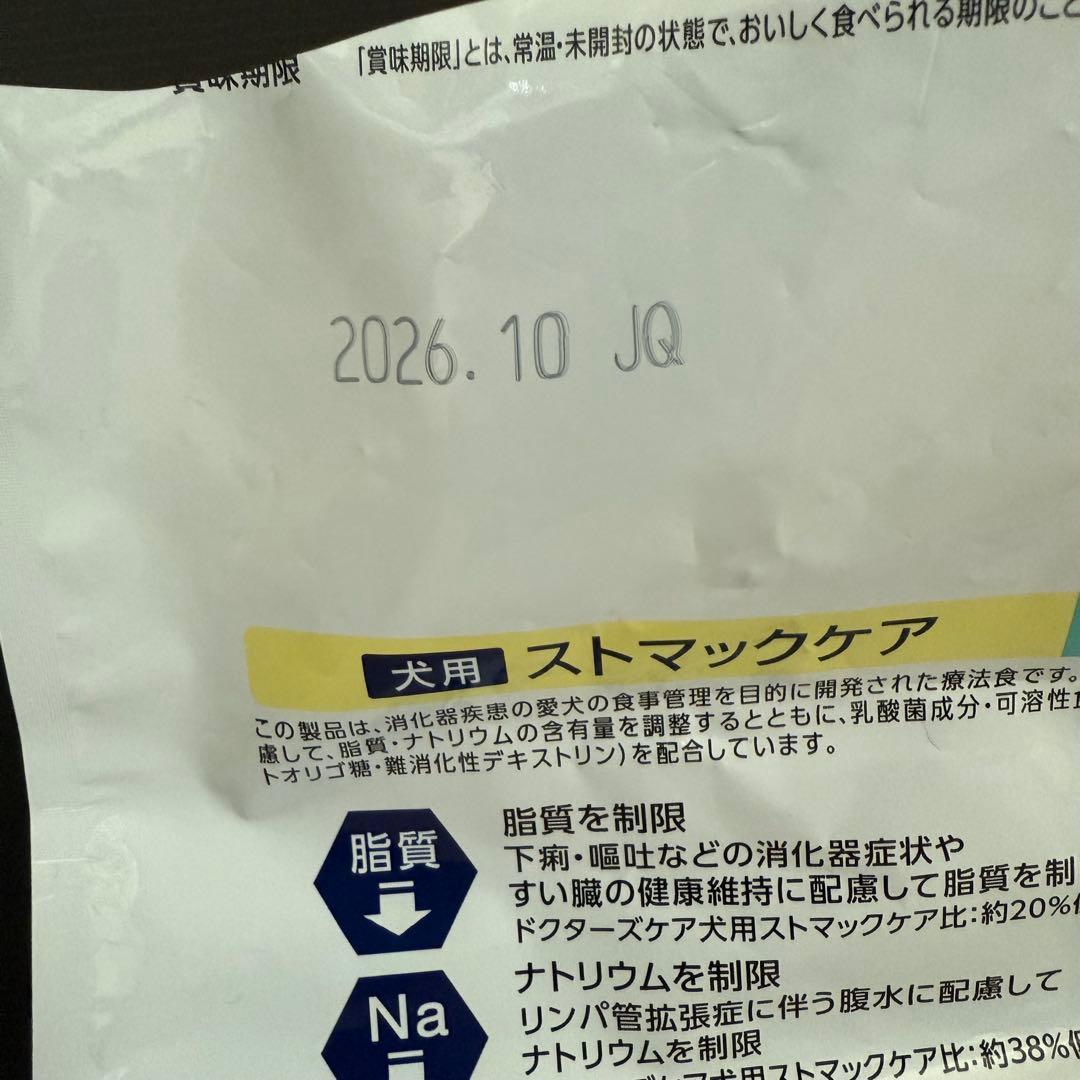 賞味期限 「賞味期限」とは、常温・未開封の状態で、おいしく食べられる期限のこと
2026.10 JQ
犬用 ストマックケア
この製品は、消化器疾患の愛犬の食事管理を目的に開発された療法食です。
慮して、脂質・ナトリウムの含有量を調整するとともに、乳酸菌成分・可溶性
トオリゴ糖・難消化性デキストリン)を配合しています。
脂質
脂質を制限
下痢・嘔吐などの消化器症状や
すい臓の健康維持に配慮して脂質を制
ドクターズケア犬用ストマックケア比:約20%
Na
ナトリウムを制限
リンパ管拡張症に伴う腹水に配慮して
ナトリウムを制限
犬用ストマックケア比:約38%